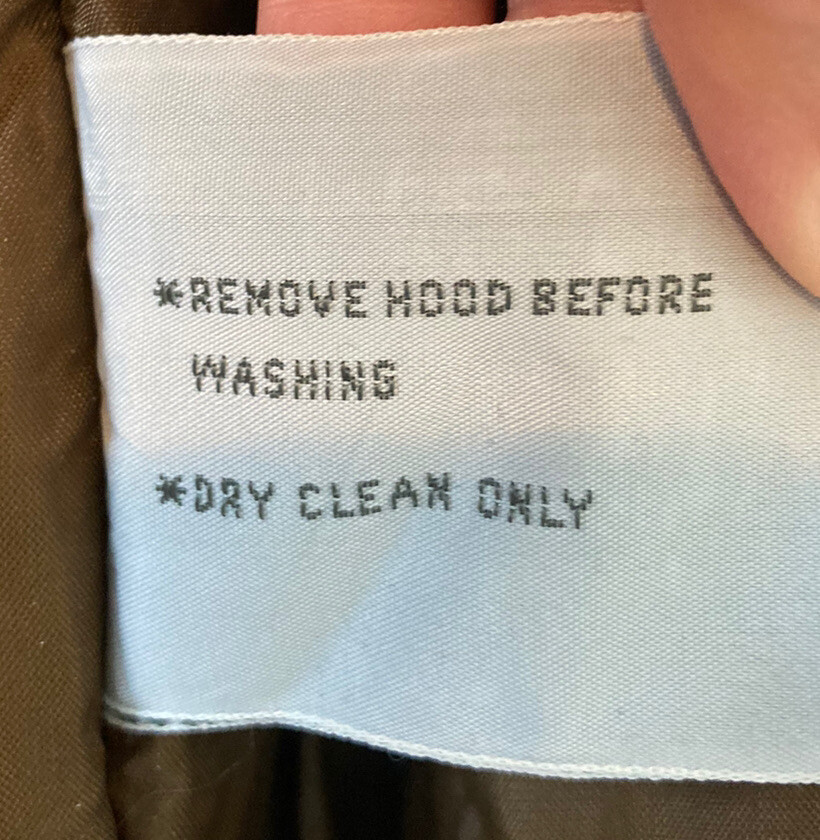 *REMOVE HOOD BEFORE
WASHING
*DRY CLEAN ONLY